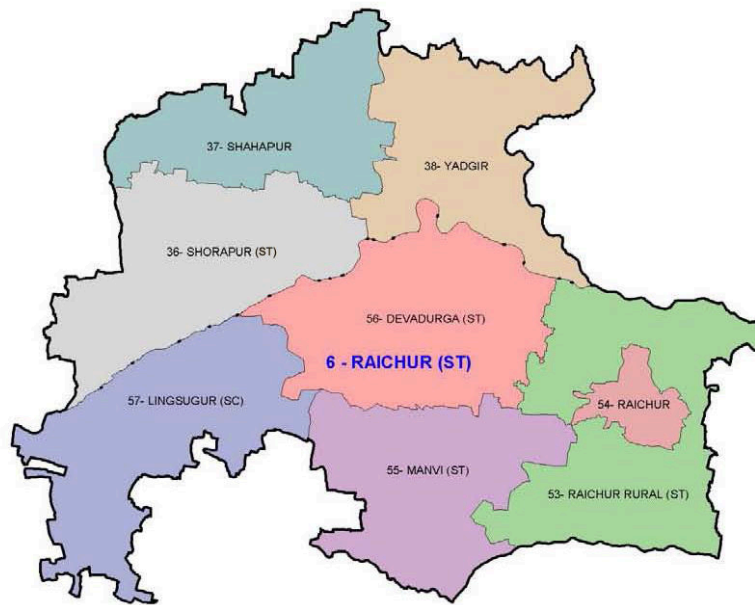 37- SHAHAPUR
38- YADGIR
36- SHORAPUR (ST)
56- DEVADURGA (ST)
6 - RAICHUR (ST)
57- LINGSUGUR (SC)
54- RAICHUR
55- MANVI (ST)
53- RAICHUR RURAL (ST)